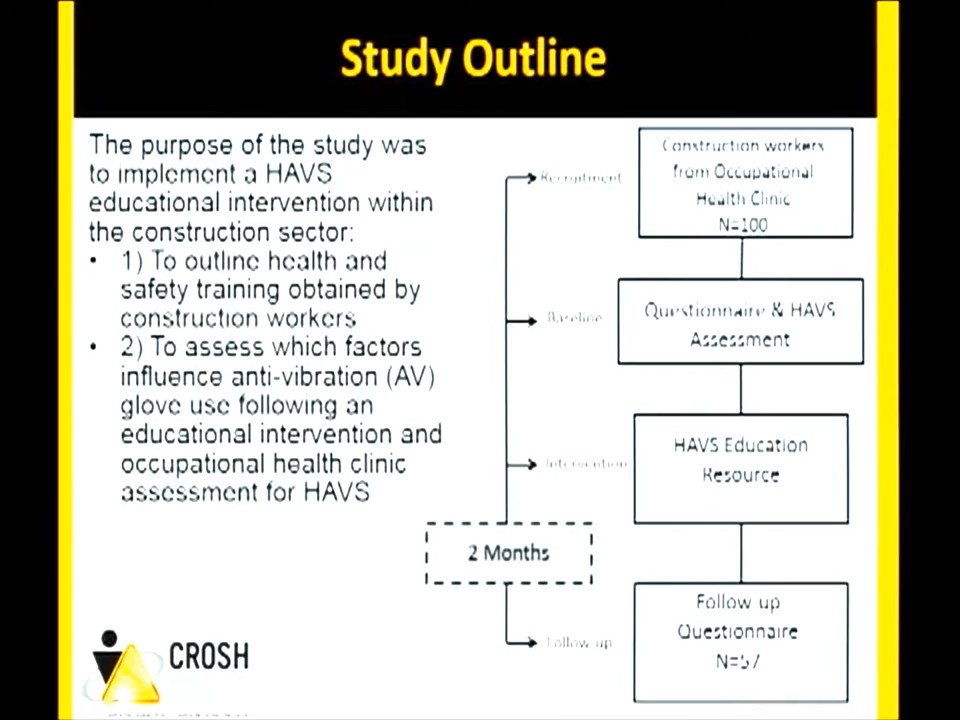 Study Outline
The purpose of the study was
to implement a HAVS
educational intervention within
the construction sector:
• 1) To outline health and
safety training obtained by
construction workers
• 2) To assess which factors
influence anti-vibration (AV)
glove use following an
educational intervention and
occupational health clinic
assessment for HAVS
Recruitment
Construction workers
from Occupational
Health Clinic
N=100
Baseline
Questionnaire & HAVS
Assessment
Intervention
HAVS Education
Resource
2 Months
Follow up
Follow up
Questionnaire
N=57
CROSH